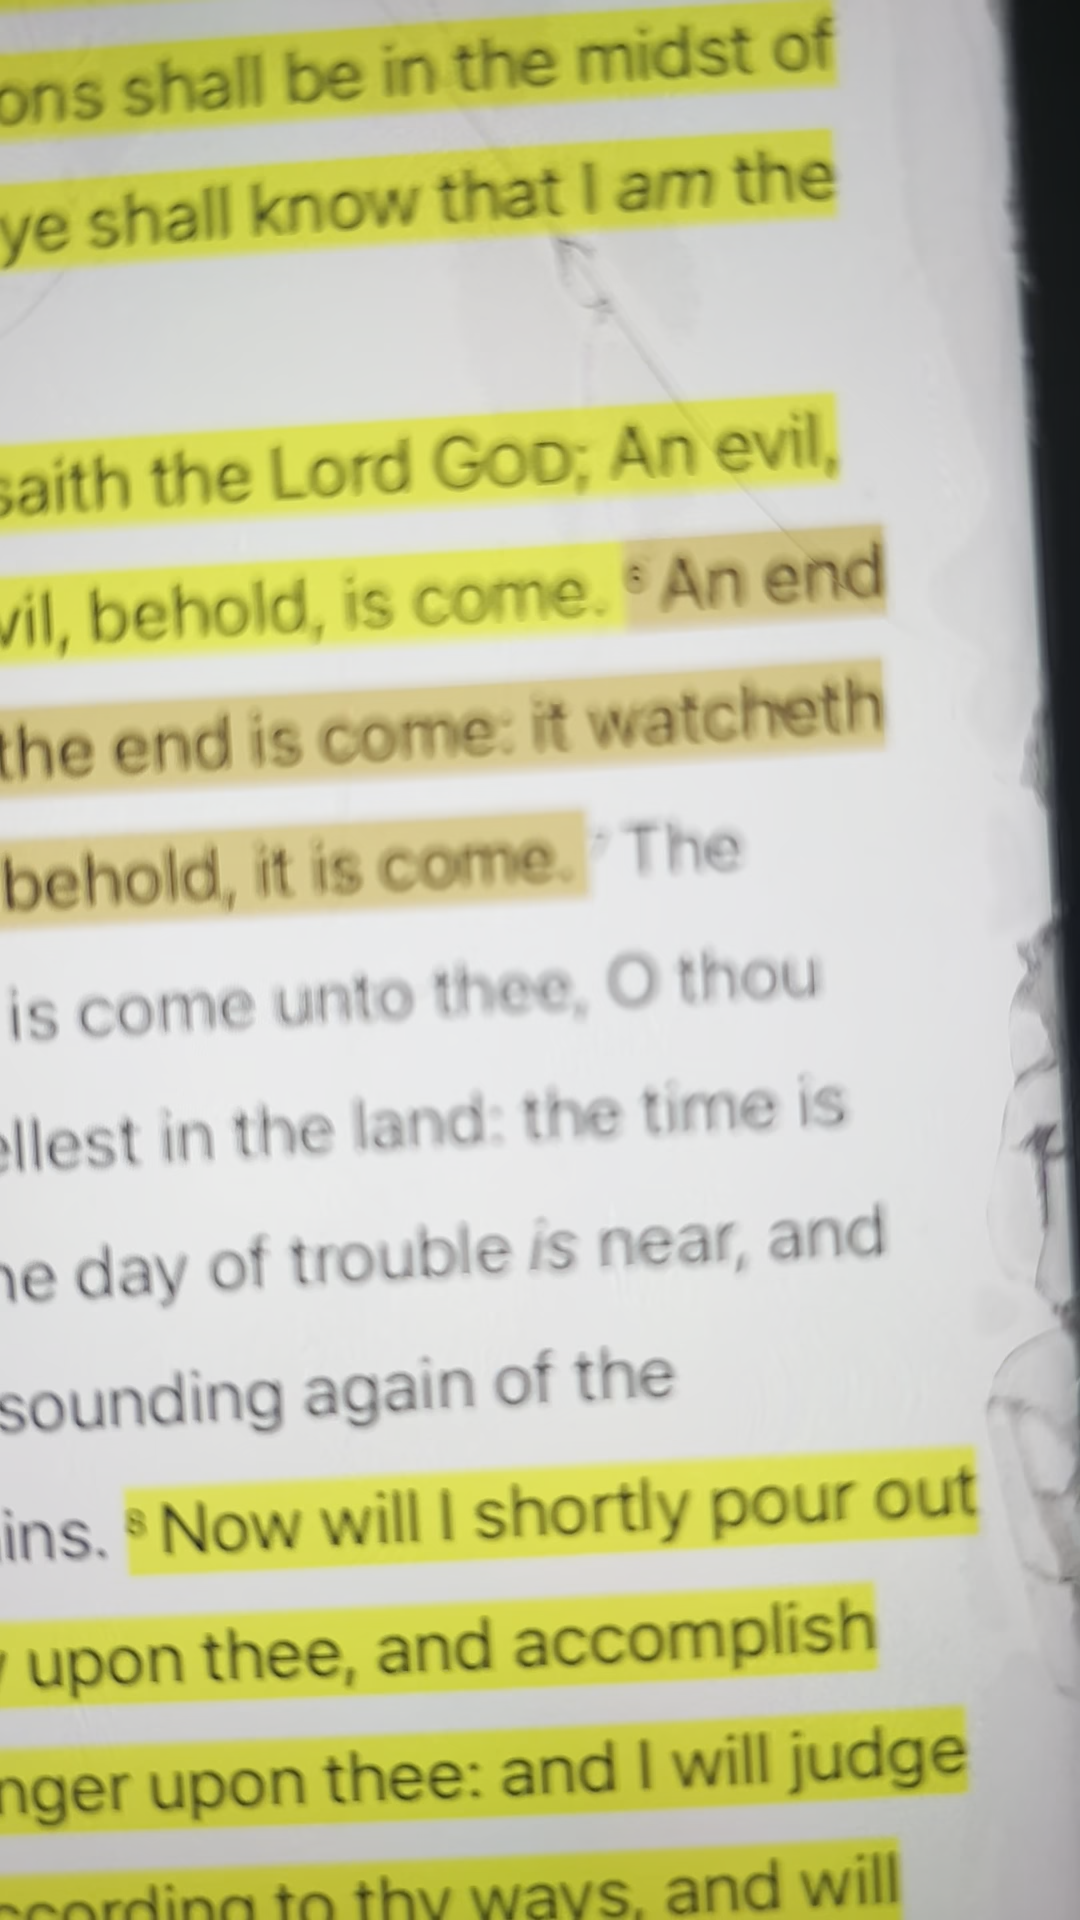 ons shall be in the midst of
ye shall know that I am the
saith the Lord GOD; An evil,
vil, behold, is come. 6 An end
the end is come: it watcheth
behold, it is come. 7 The
is come unto thee, O thou
ellest in the land: the time is
he day of trouble is near, and
sounding again of the
ins. 8 Now will I shortly pour out
y upon thee, and accomplish
nger upon thee: and I will judge
ccording to thy ways, and will